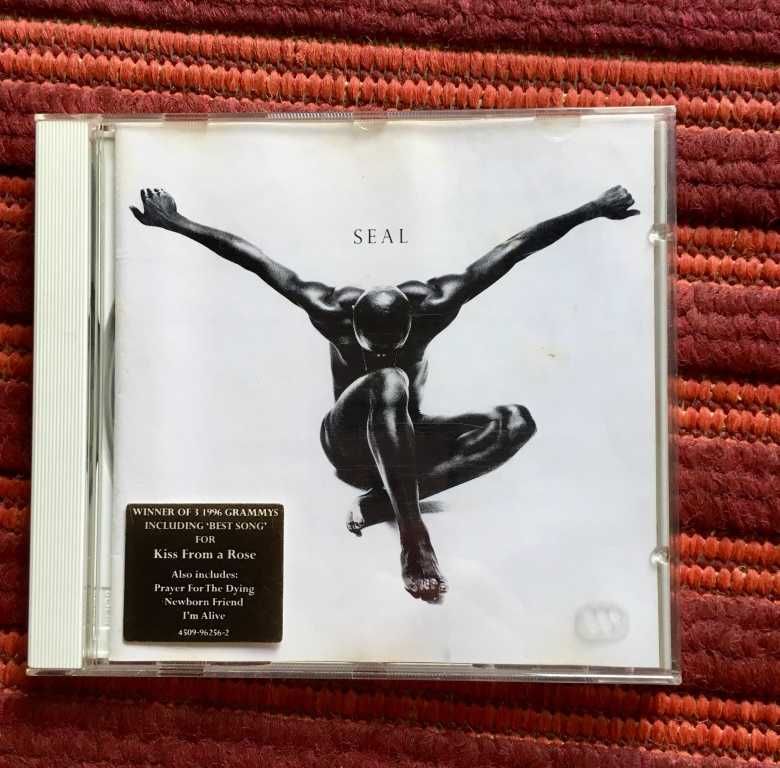 SEAL
WINNER OF 3 1996 GRAMMYS
INCLUDING 'BEST SONG'
FOR
Kiss From a Rose
Also includes:
Prayer For The Dying
Newborn Friend
I'm Alive
4509-96256-2